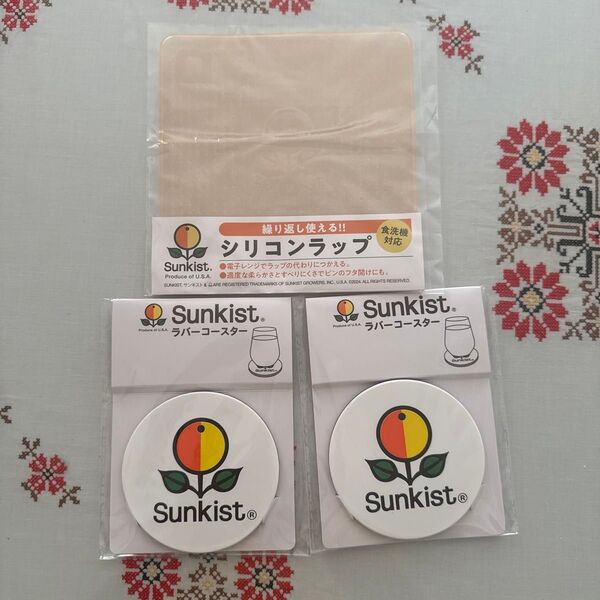 繰り返し使える!!
シリコンラップ
食洗機
対応
Sunkist®
Produce of U.S.A.
●電子レンジでラップの代わりにつかえる。
●適度な柔らかさとすべりにくさでビンのフタ開けにも。
SUNKIST, サンキスト & ARE REGISTERED TRADEMARKS OF SUNKIST GROWERS, INC. U.S.A. ©2024. ALL RIGHTS RESERVED.
Sunkist®
Produce of U.S.A.
ラバーコースター
Sunkist
Sunkist®
Sunkist®
Produce of U.S.A.
ラバーコースター
Sunkist
Sunkist®